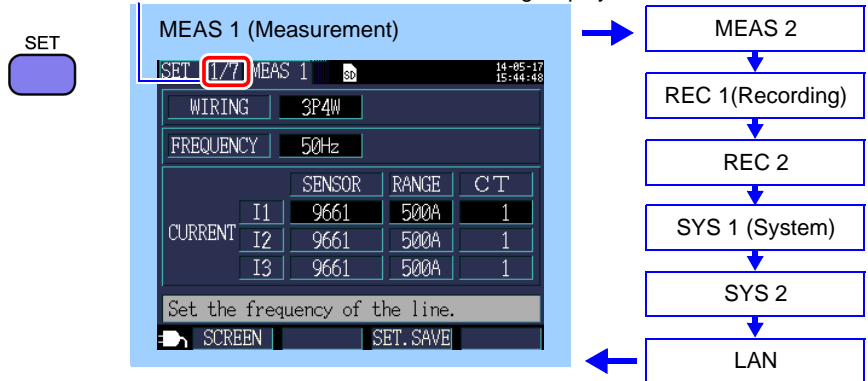 SET
MEAS 1 (Measurement)
SET 1/7 MEAS 1 SD 14-05-17
15:44:48
WIRING 3P4W
FREQUENCY 50Hz
SENSOR RANGE CT
CURRENT
I1 9661 500A 1
I2 9661 500A 1
I3 9661 500A 1
Set the frequency of the line.
SCREEN SET.SAVE
MEAS 2
REC 1(Recording)
REC 2
SYS 1 (System)
SYS 2
LAN